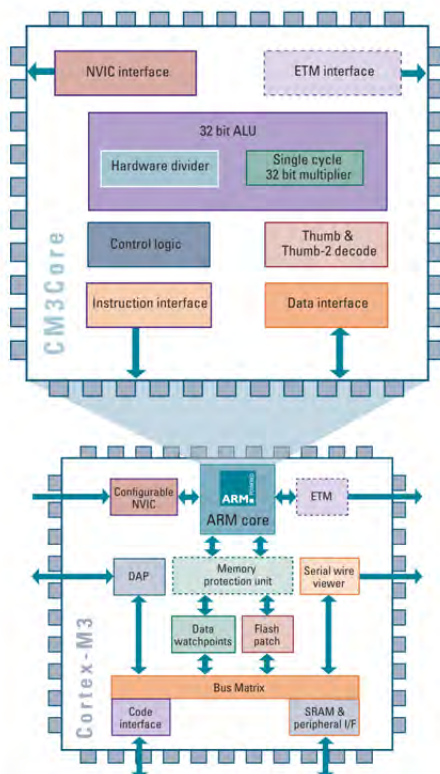 NVIC interface
ETM interface
32 bit ALU
Hardware divider
Single cycle
32 bit multiplier
Control logic
Thumb &
Thumb-2 decode
Instruction interface
Data interface
CM3Core
Configurable
NVIC
ARM
ARM core
ETM
DAP
Memory
protection unit
Serial wire
viewer
Data
watchpoints
Flash
patch
Bus Matrix
Code
interface
SRAM &
peripheral I/F
Cortex-M3